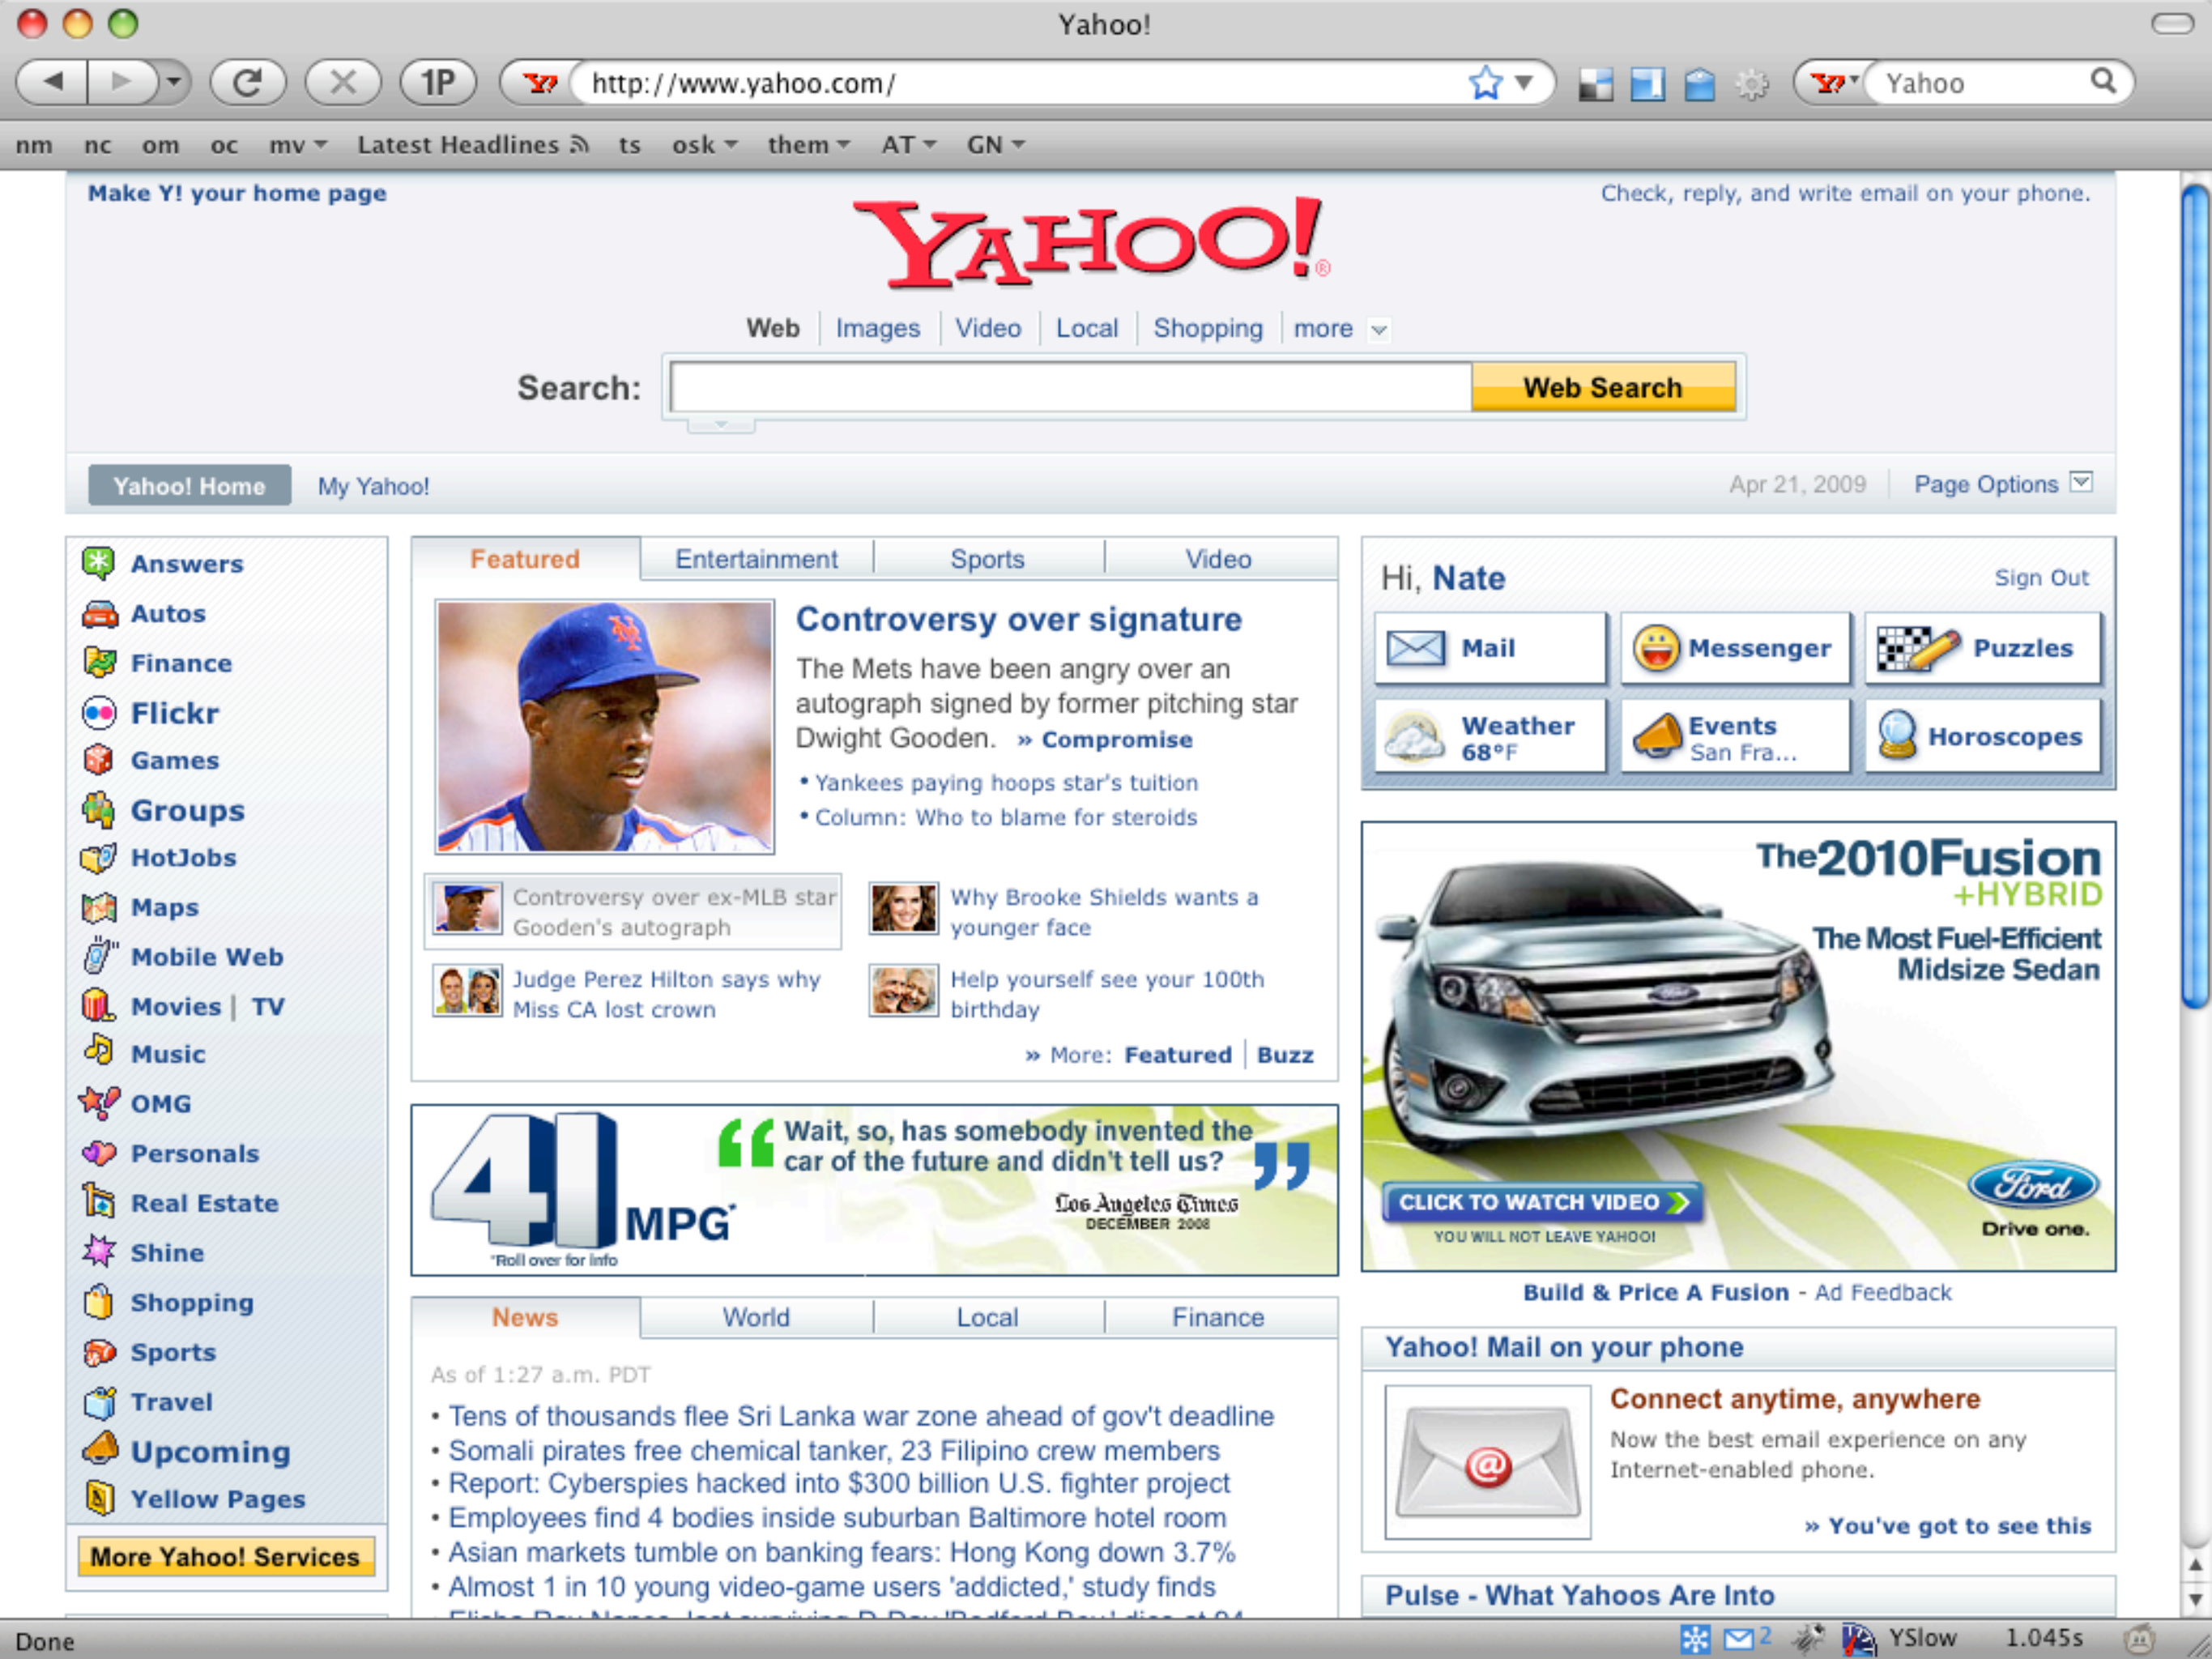 Yahoo!
1P
http://www.yahoo.com/
Yahoo
nm nc om oc mv Latest Headlines ts osk them AT GN
Make Y! your home page
Check, reply, and write email on your phone.
YAHOO!®
Web Images Video Local Shopping more
Search:
Web Search
Yahoo! Home
My Yahoo!
Apr 21, 2009
Page Options
Answers
Autos
Finance
Flickr
Games
Groups
HotJobs
Maps
Mobile Web
Movies | TV
Music
OMG
Personals
Real Estate
Shine
Shopping
Sports
Travel
Upcoming
Yellow Pages
More Yahoo! Services
Featured Entertainment Sports Video
Controversy over signature
The Mets have been angry over an
autograph signed by former pitching star
Dwight Gooden. » Compromise
• Yankees paying hoops star's tuition
• Column: Who to blame for steroids
Controversy over ex-MLB star
Gooden's autograph
Why Brooke Shields wants a
younger face
Judge Perez Hilton says why
Miss CA lost crown
Help yourself see your 100th
birthday
» More: Featured | Buzz
41 MPG*
*Roll over for info
“ Wait, so, has somebody invented the
car of the future and didn't tell us? ”
Los Angeles Times
DECEMBER 2008
News World Local Finance
As of 1:27 a.m. PDT
• Tens of thousands flee Sri Lanka war zone ahead of gov't deadline
• Somali pirates free chemical tanker, 23 Filipino crew members
• Report: Cyberspies hacked into $300 billion U.S. fighter project
• Employees find 4 bodies inside suburban Baltimore hotel room
• Asian markets tumble on banking fears: Hong Kong down 3.7%
• Almost 1 in 10 young video-game users 'addicted,' study finds
Hi, Nate
Sign Out
Mail
Messenger
Puzzles
Weather
68°F
Events
San Fra...
Horoscopes
The2010Fusion
+HYBRID
The Most Fuel-Efficient
Midsize Sedan
CLICK TO WATCH VIDEO
YOU WILL NOT LEAVE YAHOO!
Ford
Drive one.
Build & Price A Fusion - Ad Feedback
Yahoo! Mail on your phone
Connect anytime, anywhere
Now the best email experience on any
Internet-enabled phone.
» You've got to see this
Pulse - What Yahoos Are Into
Done
2
YSlow
1.045s